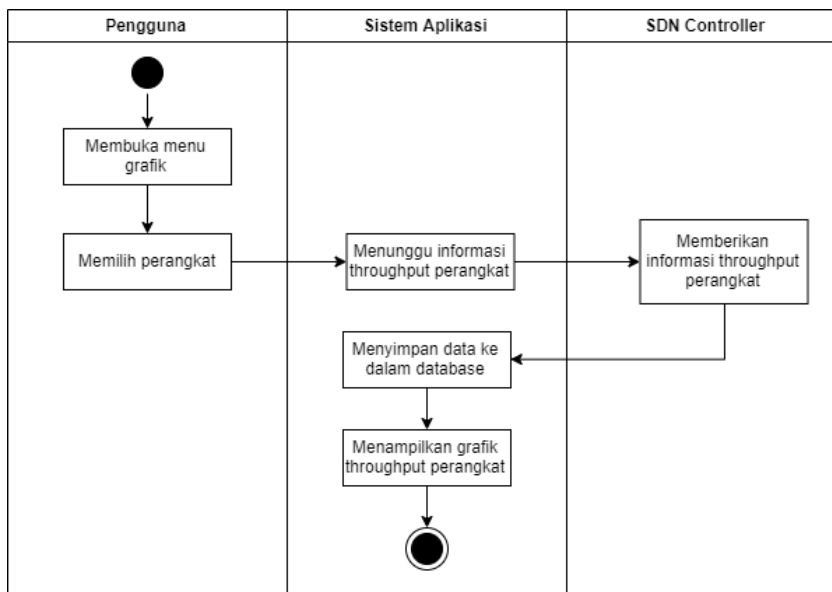 Pengguna
Sistem Aplikasi
SDN Controller
Membuka menu
grafik
Memilih perangkat
Menunggu informasi
throughput perangkat
Memberikan
informasi throughput
perangkat
Menyimpan data ke
dalam database
Menampilkan grafik
throughput perangkat